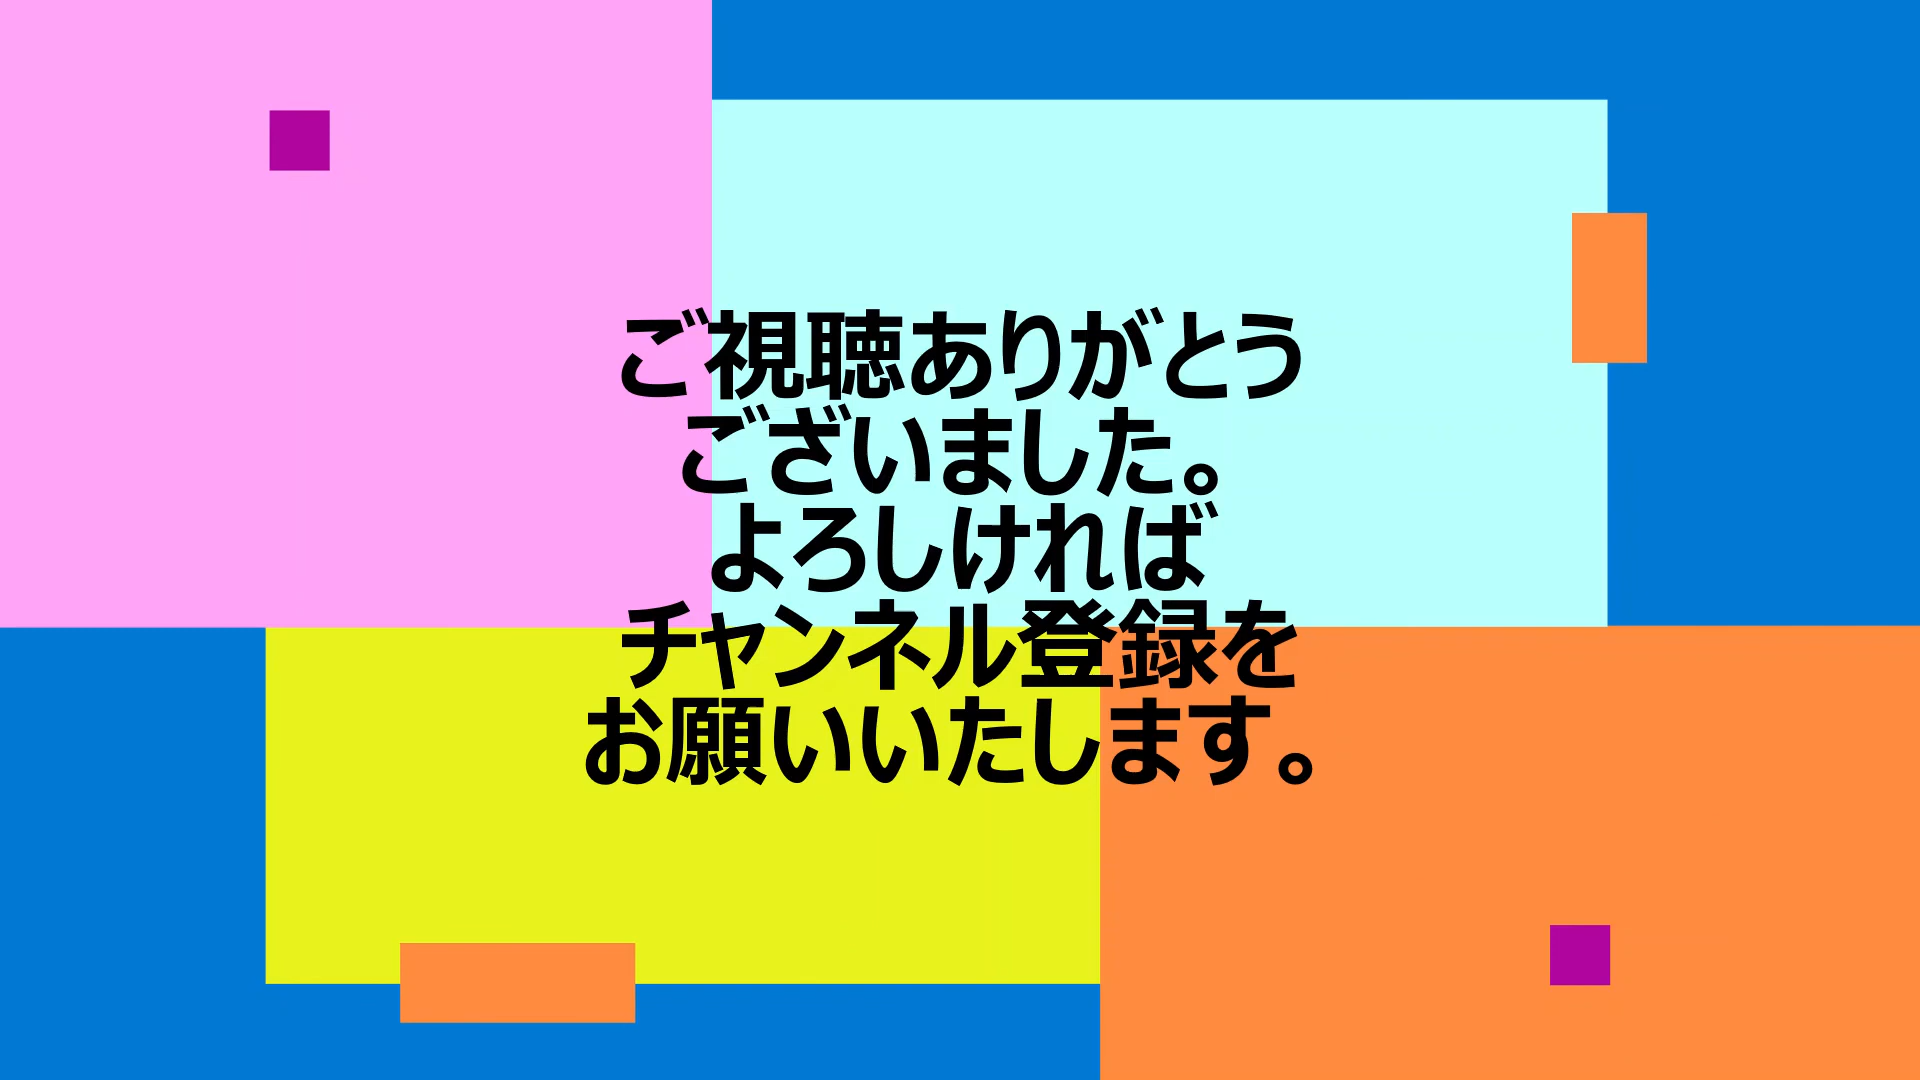 ご視聴ありがとう
ございました。
よろしければ
チャンネル登録を
お願いいたします。